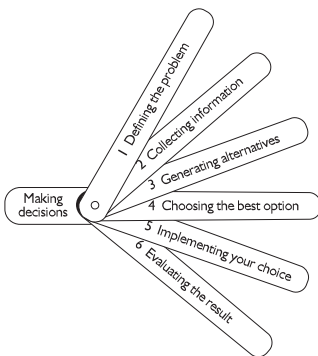 1 Defining the problem
2 Collecting information
3 Generating alternatives
Making
decisions
4 Choosing the best option
5 Implementing your choice
6 Evaluating the result